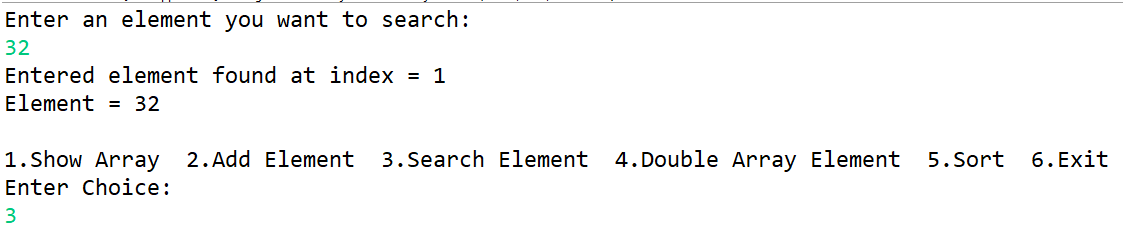 Enter an element you want to search:
32
Entered element found at index = 1
Element = 32
1.Show Array  2.Add Element  3.Search Element  4.Double Array Element  5.Sort  6.Exit
Enter Choice:
3